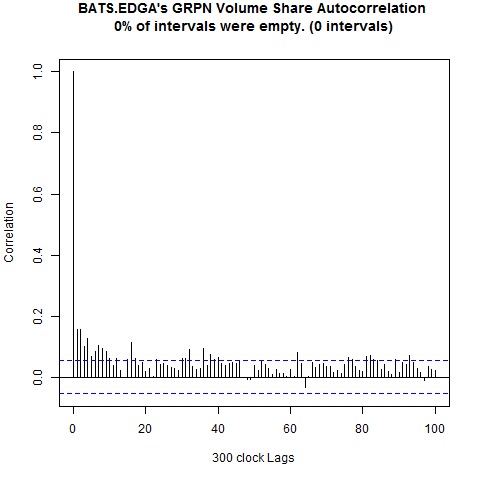 BATS.EDGA's GRPN Volume Share Autocorrelation
0% of intervals were empty. (0 intervals)
Correlation
1.0
0.8
0.6
0.4
0.2
0.0
0 20 40 60 80 100
300 clock Lags